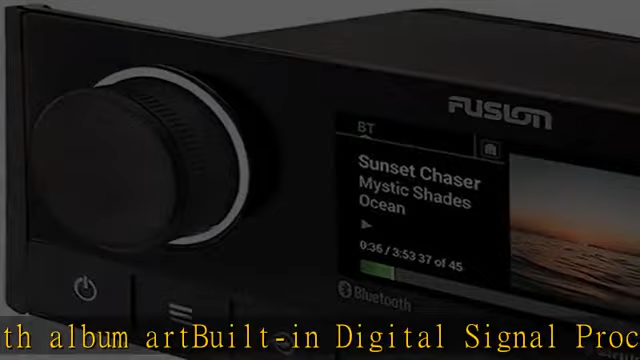 FUSION
BT
Sunset Chaser
Mystic Shades
Ocean
0:36 / 3:53 37 of 45
Bluetooth
th album artBuilt-in Digital Signal Proc